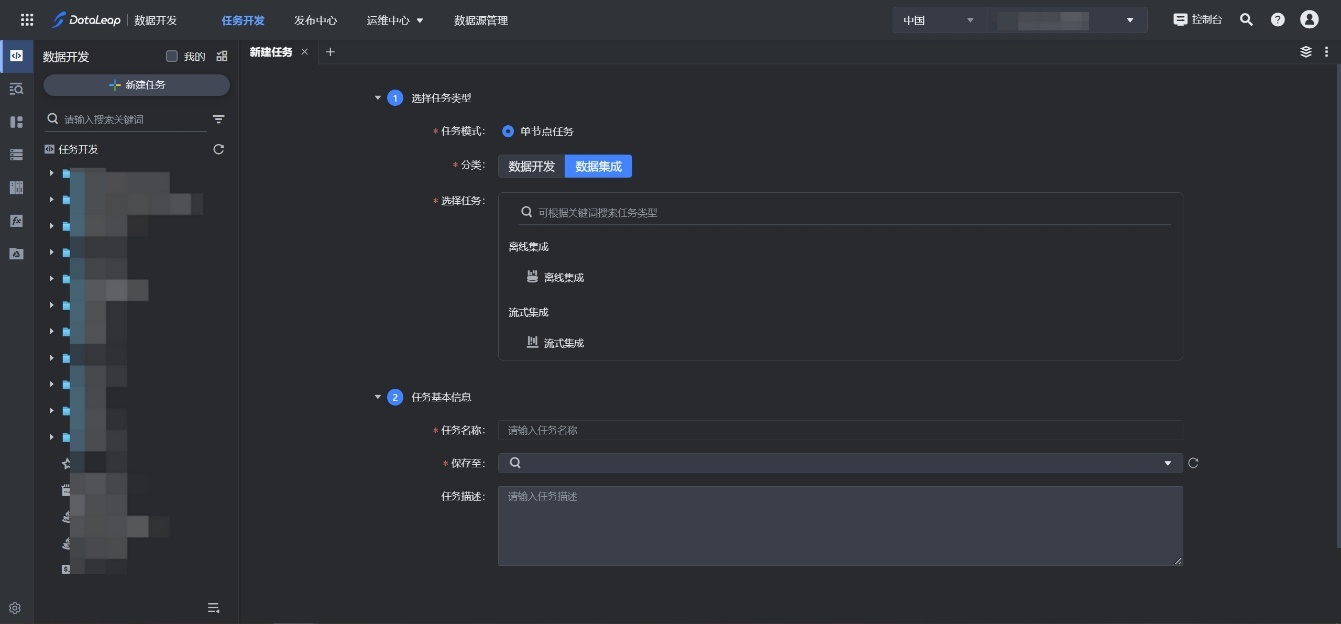 DataLeap 数据开发 任务开发 发布中心 运维中心 数据源管理 中国 控制台
数据开发 我的
新建任务
请输入搜索关键词
任务开发
新建任务
1 选择任务类型
*任务模式: 单节点任务
*分类: 数据开发 数据集成
*选择任务: 可根据关键词搜索任务类型
离线集成
离线集成
流式集成
流式集成
2 任务基本信息
*任务名称: 请输入任务名称
*保存至:
任务描述: 请输入任务描述